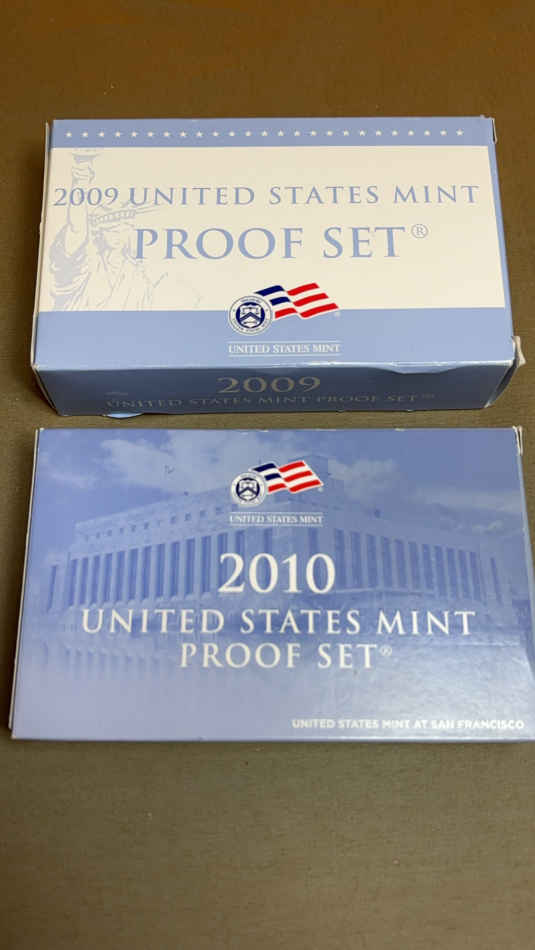 2009 UNITED STATES MINT
PROOF SET®
UNITED STATES MINT
2009
UNITED STATES MINT PROOF SET™
UNITED STATES MINT
2010
UNITED STATES MINT
PROOF SET®
UNITED STATES MINT AT SAN FRANCISCO